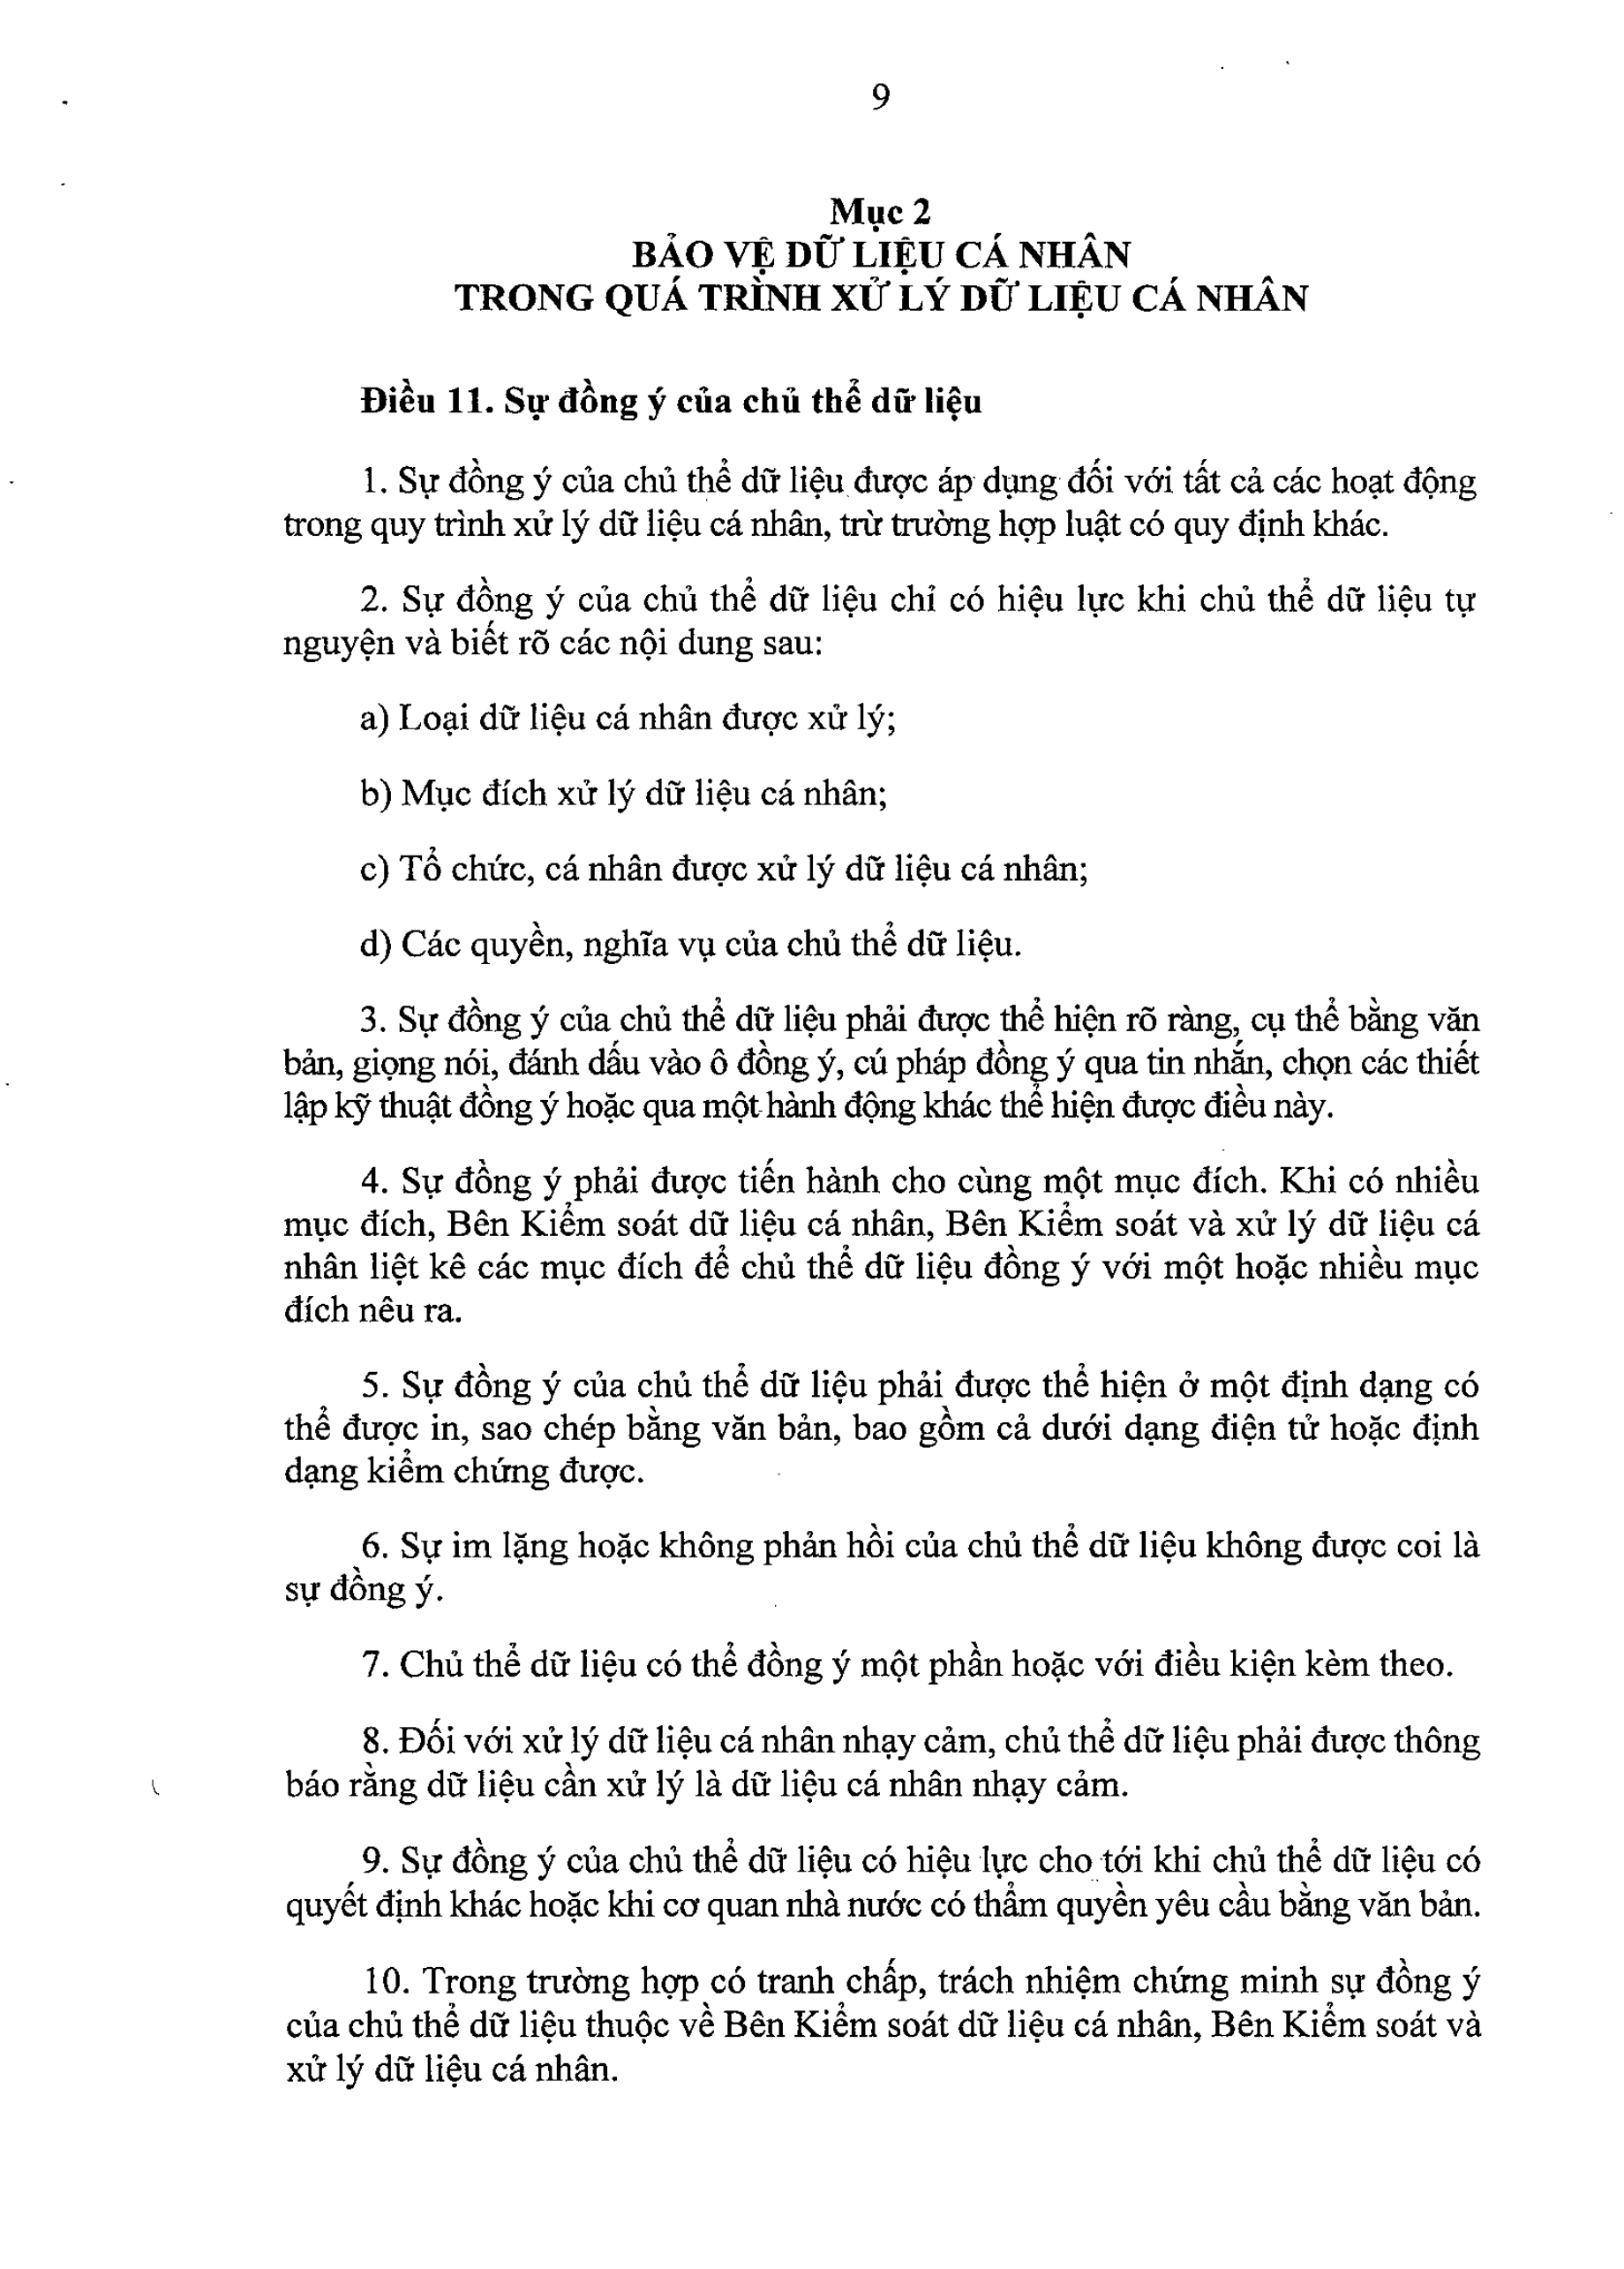 9
Mục 2
BẢO VỆ DỮ LIỆU CÁ NHÂN
TRONG QUÁ TRÌNH XỬ LÝ DỮ LIỆU CÁ NHÂN
Điều 11. Sự đồng ý của chủ thể dữ liệu
1. Sự đồng ý của chủ thể dữ liệu được áp dụng đối với tất cả các hoạt động
trong quy trình xử lý dữ liệu cá nhân, trừ trường hợp luật có quy định khác.
2. Sự đồng ý của chủ thể dữ liệu chỉ có hiệu lực khi chủ thể dữ liệu tự
nguyện và biết rõ các nội dung sau:
a) Loại dữ liệu cá nhân được xử lý;
b) Mục đích xử lý dữ liệu cá nhân;
c) Tổ chức, cá nhân được xử lý dữ liệu cá nhân;
d) Các quyền, nghĩa vụ của chủ thể dữ liệu.
3. Sự đồng ý của chủ thể dữ liệu phải được thể hiện rõ ràng, cụ thể bằng văn
bản, giọng nói, đánh dấu vào ô đồng ý, cú pháp đồng ý qua tin nhắn, chọn các thiết
lập kỹ thuật đồng ý hoặc qua một hành động khác thể hiện được điều này.
4. Sự đồng ý phải được tiến hành cho cùng một mục đích. Khi có nhiều
mục đích, Bên Kiểm soát dữ liệu cá nhân, Bên Kiểm soát và xử lý dữ liệu cá
nhân liệt kê các mục đích để chủ thể dữ liệu đồng ý với một hoặc nhiều mục
đích nêu ra.
5. Sự đồng ý của chủ thể dữ liệu phải được thể hiện ở một định dạng có
thể được in, sao chép bằng văn bản, bao gồm cả dưới dạng điện tử hoặc định
dạng kiểm chứng được.
6. Sự im lặng hoặc không phản hồi của chủ thể dữ liệu không được coi là
sự đồng ý.
7. Chủ thể dữ liệu có thể đồng ý một phần hoặc với điều kiện kèm theo.
8. Đối với xử lý dữ liệu cá nhân nhạy cảm, chủ thể dữ liệu phải được thông
báo rằng dữ liệu cần xử lý là dữ liệu cá nhân nhạy cảm.
9. Sự đồng ý của chủ thể dữ liệu có hiệu lực cho tới khi chủ thể dữ liệu có
quyết định khác hoặc khi cơ quan nhà nước có thẩm quyền yêu cầu bằng văn bản.
10. Trong trường hợp có tranh chấp, trách nhiệm chứng minh sự đồng ý
của chủ thể dữ liệu thuộc về Bên Kiểm soát dữ liệu cá nhân, Bên Kiểm soát và
xử lý dữ liệu cá nhân.